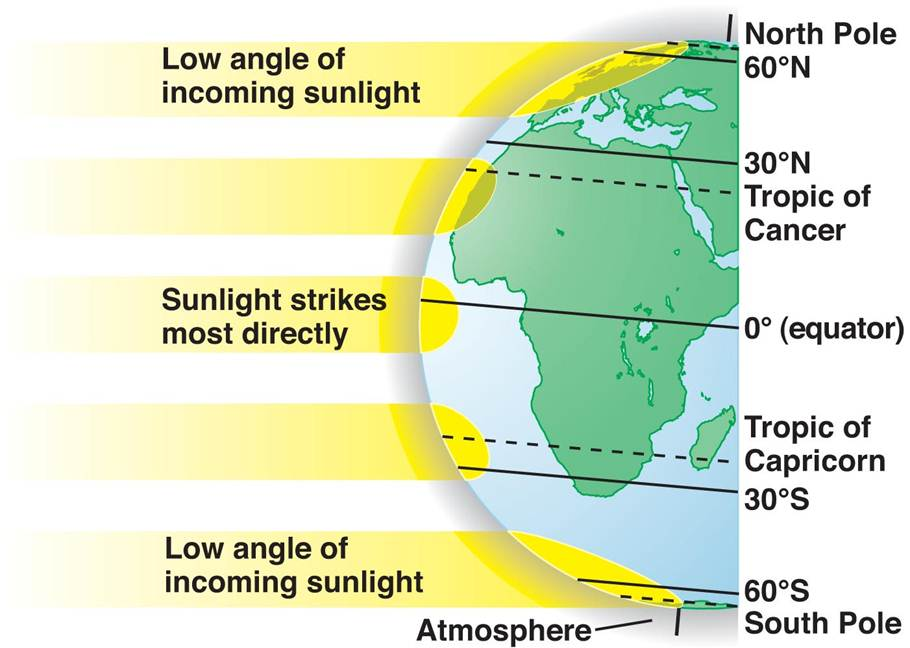 North Pole
Low angle of
incoming sunlight
60°N
30°N
Tropic of
Cancer
Sunlight strikes
most directly
0° (equator)
Tropic of
Capricorn
30°S
Low angle of
incoming sunlight
60°S
South Pole
Atmosphere